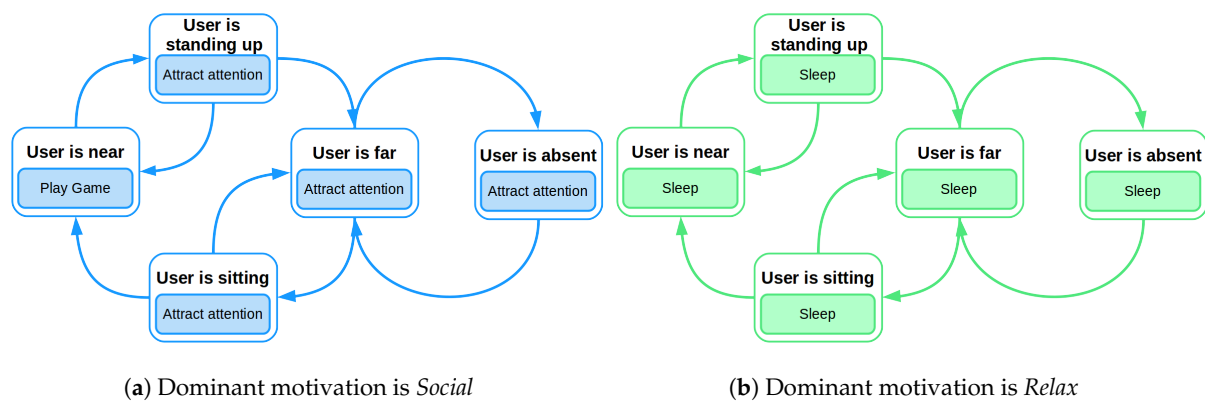 User is
standing up
Attract attention
User is near
Play Game
User is far
Attract attention
User is absent
Attract attention
User is sitting
Attract attention
(a) Dominant motivation is Social
User is
standing up
Sleep
User is near
Sleep
User is far
Sleep
User is absent
Sleep
User is sitting
Sleep
(b) Dominant motivation is Relax